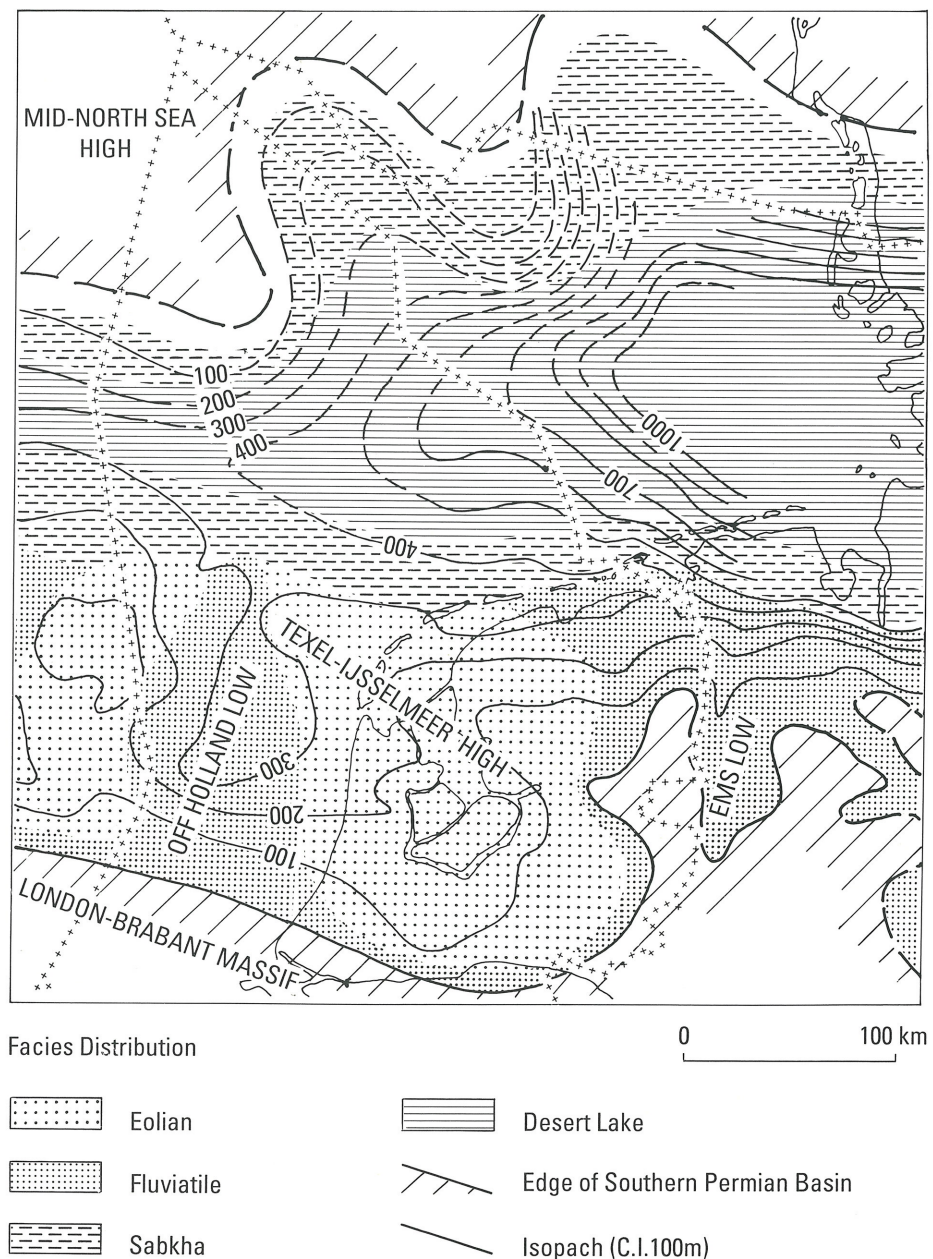 MID-NORTH SEA
HIGH
100
200
300
400
1000
700
400
TEXEL-IJSSELMEER HIGH
OFF HOLLAND LOW
EMS LOW
300
200
100
LONDON-BRABANT MASSIF
Facies Distribution
0 100 km
Eolian
Desert Lake
Fluviatile
Edge of Southern Permian Basin
Sabkha
Isopach (C.I.100m)